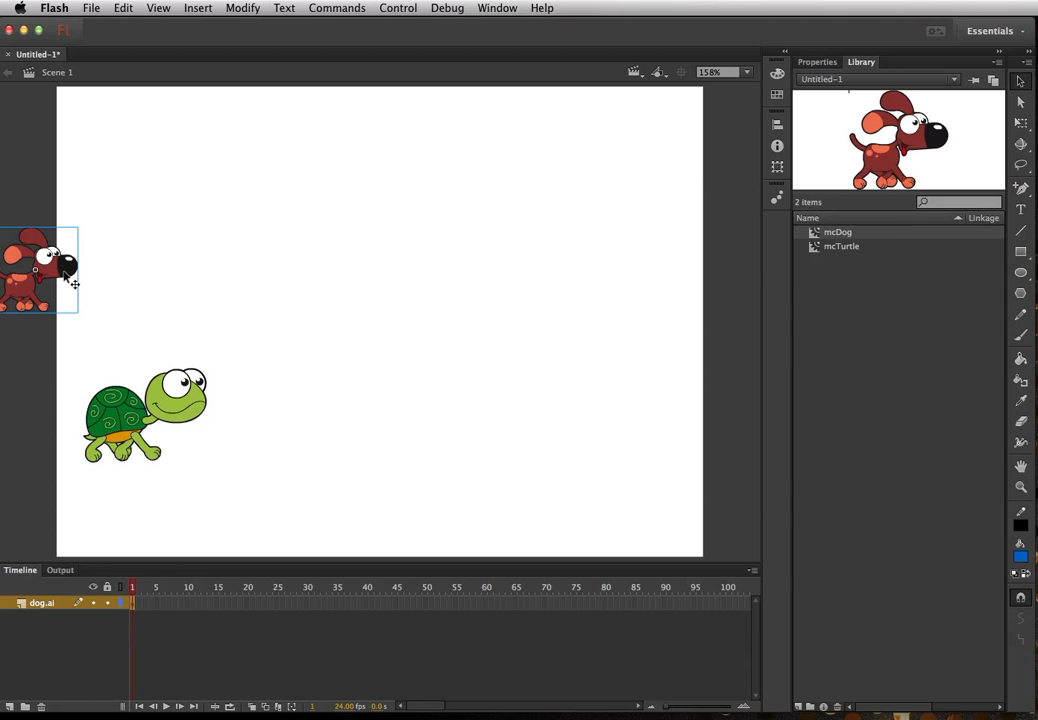 Flash File Edit View Insert Modify Text Commands Control Debug Window Help
Fl Essentials
Untitled-1*
Scene 1 158%
Properties Library
Untitled-1
2 items
Name Linkage
mcDog
mcTurtle
Timeline Output
1 5 10 15 20 25 30 35 40 45 50 55 60 65 70 75 80 85 90 95 100
dog.ai
1 24.00 fps 0.0 s